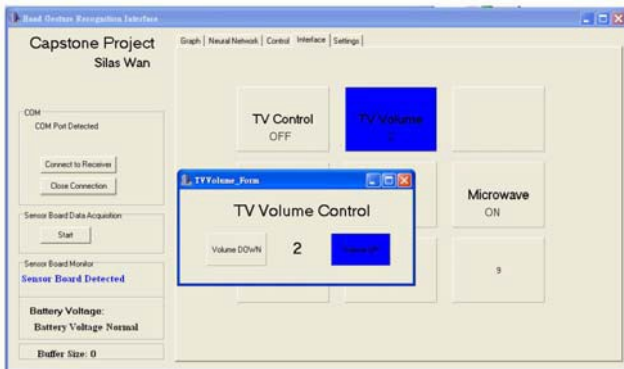 Hand Gesture Recognition Interface
Capstone Project
Silas Wan
COM
COM Port Detected
Connect to Receiver
Close Connection
Sensor Board Data Acquisition
Start
Sensor Board Monitor
Sensor Board Detected
Battery Voltage:
Battery Voltage Normal
Buffer Size: 0
Graph Neural Network Control Interface Settings
TV Control
OFF
TV Volume
2
Microwave
ON
9
TVVolume_Form
TV Volume Control
Volume DOWN
2